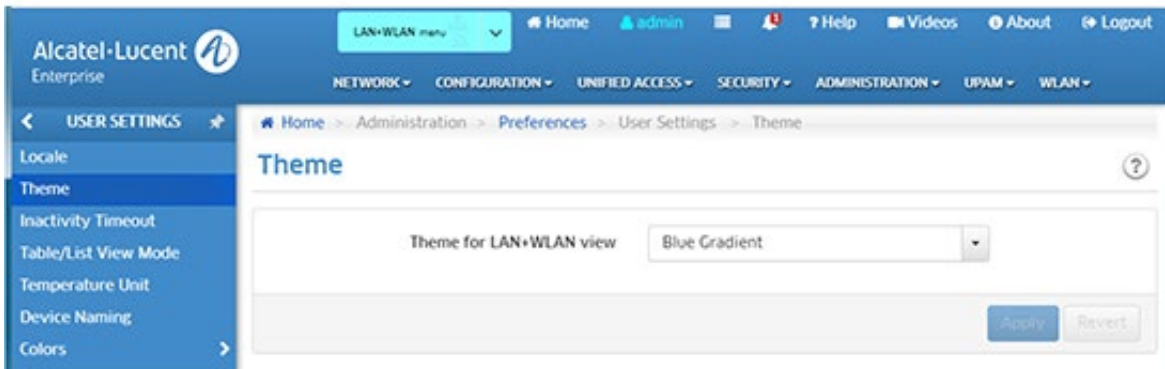 Alcatel·Lucent
Enterprise
LAN+WLAN menu
Home admin ? Help Videos About Logout
NETWORK CONFIGURATION UNIFIED ACCESS SECURITY ADMINISTRATION UPAM WLAN
USER SETTINGS
Home > Administration > Preferences > User Settings > Theme
Locale
Theme
Inactivity Timeout
Table/List View Mode
Temperature Unit
Device Naming
Colors
Theme
?
Theme for LAN+WLAN view Blue Gradient
Apply Revert